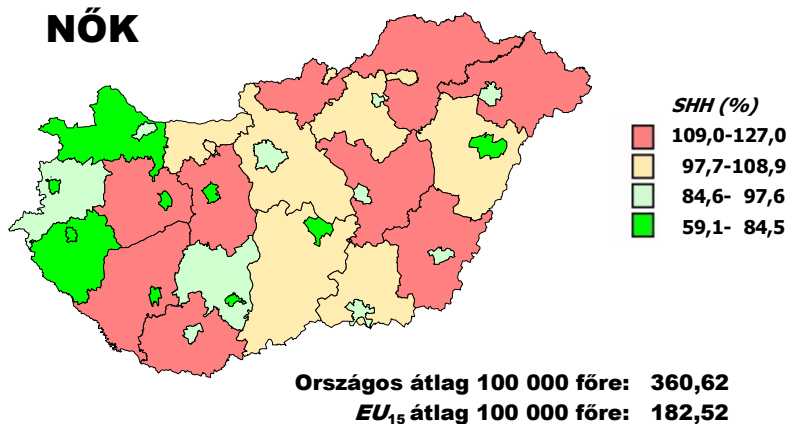 NŐK
SHH (%)
109,0-127,0
97,7-108,9
84,6- 97,6
59,1- 84,5
Országos átlag 100 000 főre: 360,62
EU15 átlag 100 000 főre: 182,52